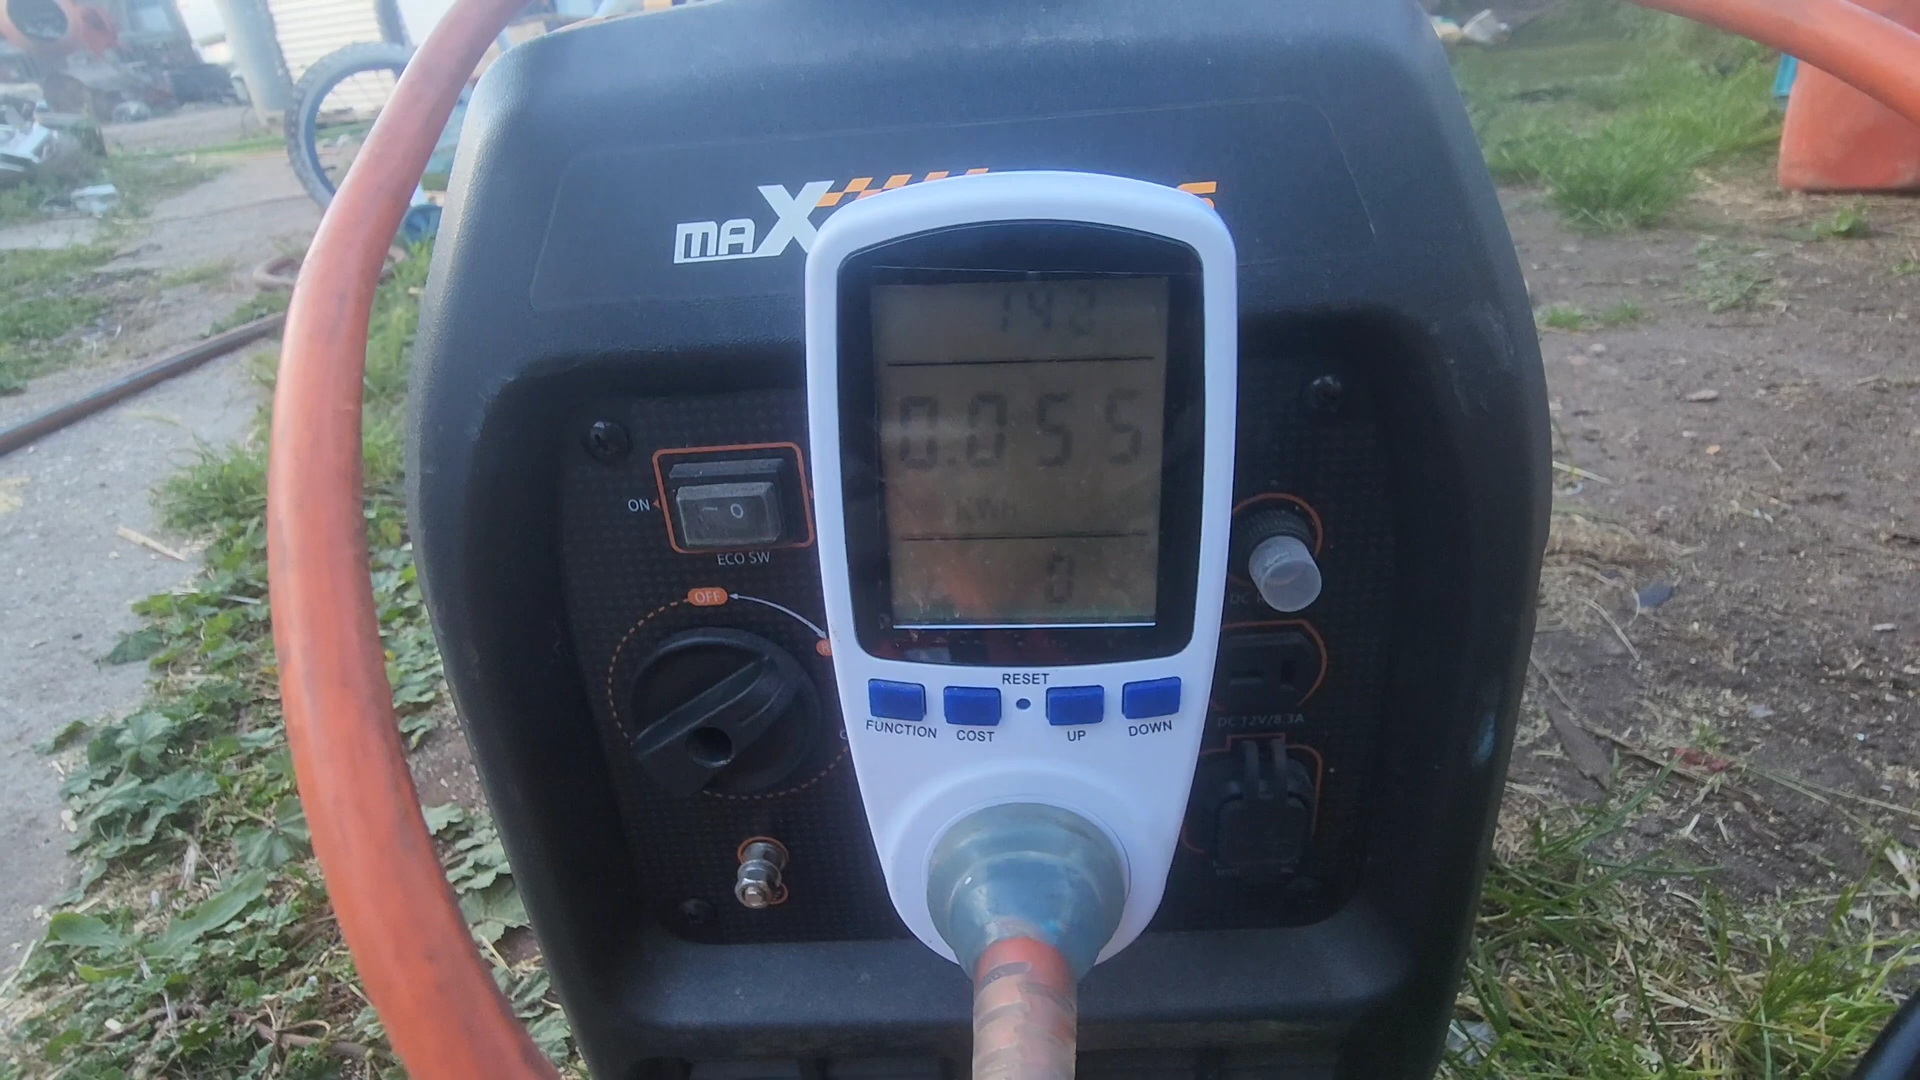 maX
142
0.055
KWH
0
ON
— O
ECO SW
OFF
RESET
FUNCTION
COST
UP
DOWN
DC 12V/8.3A